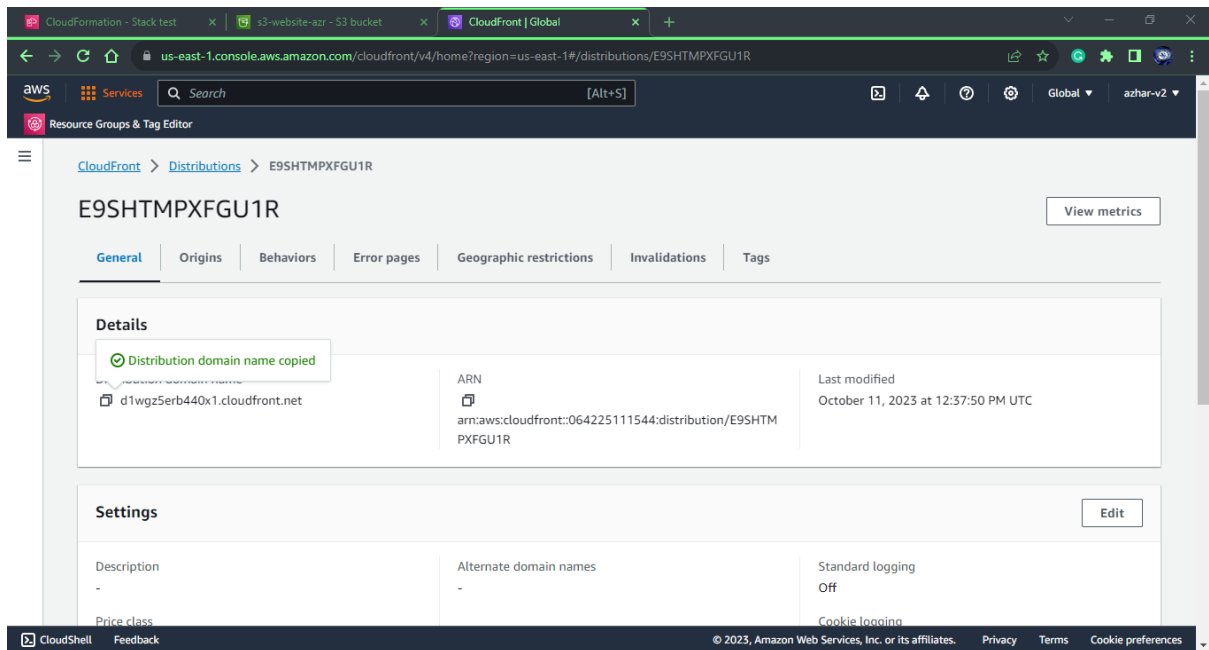 CloudFormation - Stack test
s3-website-azr - S3 bucket
CloudFront | Global
us-east-1.console.aws.amazon.com/cloudfront/v4/home?region=us-east-1#/distributions/E9SHTMPXFGU1R
aws
Services
Search
[Alt+S]
Global
azhar-v2
Resource Groups & Tag Editor
CloudFront > Distributions > E9SHTMPXFGU1R
E9SHTMPXFGU1R
View metrics
General
Origins
Behaviors
Error pages
Geographic restrictions
Invalidations
Tags
Details
Distribution domain name copied
Distribution domain name
d1wgz5erb440x1.cloudfront.net
ARN
arn:aws:cloudfront::064225111544:distribution/E9SHTM
PXFGU1R
Last modified
October 11, 2023 at 12:37:50 PM UTC
Settings
Edit
Description
-
Alternate domain names
-
Standard logging
Off
Price class
Cookie logging
CloudShell
Feedback
© 2023, Amazon Web Services, Inc. or its affiliates.
Privacy
Terms
Cookie preferences